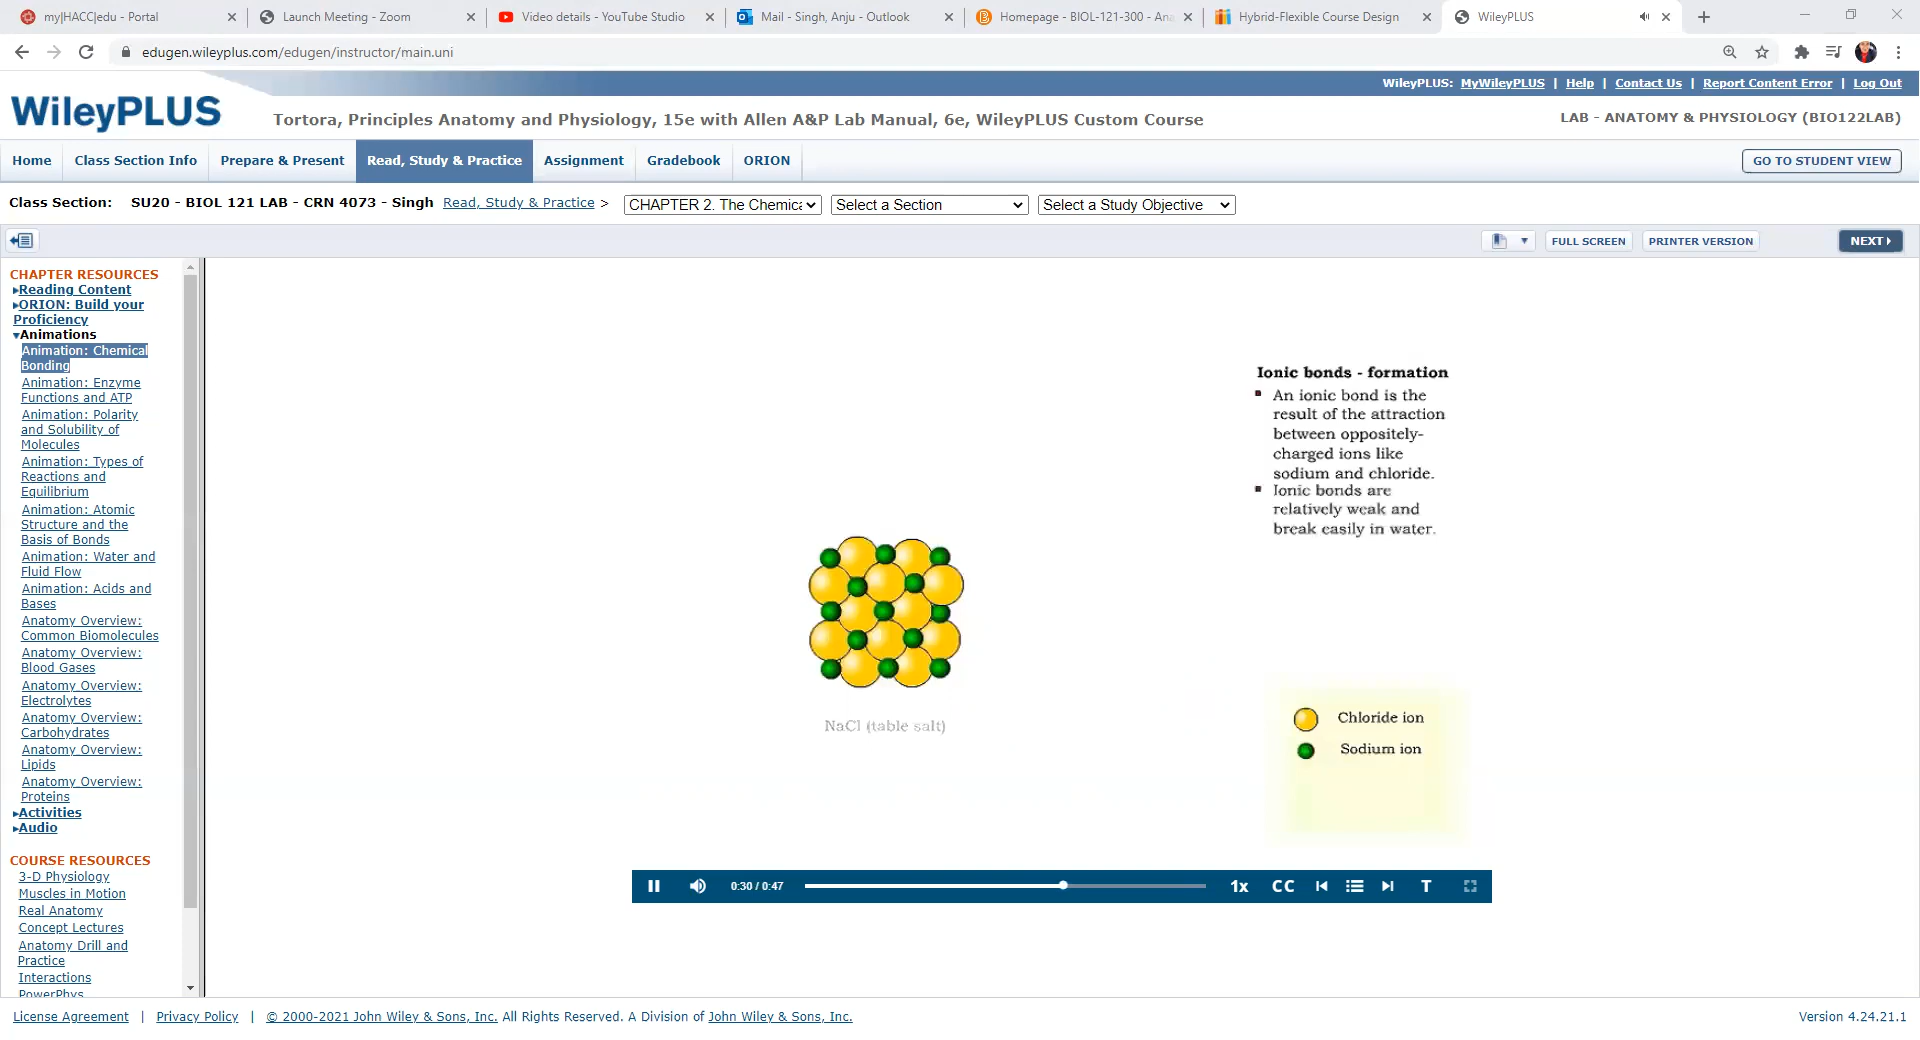 my|HACC|edu - Portal
Launch Meeting - Zoom
Video details - YouTube Studio
Mail - Singh, Anju - Outlook
Homepage - BIOL-121-300 - Ana
Hybrid-Flexible Course Design
WileyPLUS
edugen.wileyplus.com/edugen/instructor/main.uni
WileyPLUS: MyWileyPLUS | Help | Contact Us | Report Content Error | Log Out
WileyPLUS
Tortora, Principles Anatomy and Physiology, 15e with Allen A&P Lab Manual, 6e, WileyPLUS Custom Course
LAB - ANATOMY & PHYSIOLOGY (BIO122LAB)
Home Class Section Info Prepare & Present Read, Study & Practice Assignment Gradebook ORION
GO TO STUDENT VIEW
Class Section: SU20 - BIOL 121 LAB - CRN 4073 - Singh Read, Study & Practice > CHAPTER 2. The Chemica Select a Section Select a Study Objective
FULL SCREEN PRINTER VERSION NEXT
CHAPTER RESOURCES
Reading Content
ORION: Build your
Proficiency
Animations
Animation: Chemical
Bonding
Animation: Enzyme
Functions and ATP
Animation: Polarity
and Solubility of
Molecules
Animation: Types of
Reactions and
Equilibrium
Animation: Atomic
Structure and the
Basis of Bonds
Animation: Water and
Fluid Flow
Animation: Acids and
Bases
Anatomy Overview:
Common Biomolecules
Anatomy Overview:
Blood Gases
Anatomy Overview:
Electrolytes
Anatomy Overview:
Carbohydrates
Anatomy Overview:
Lipids
Anatomy Overview:
Proteins
Activities
Audio
COURSE RESOURCES
3-D Physiology
Muscles in Motion
Real Anatomy
Concept Lectures
Anatomy Drill and
Practice
Interactions
PowerPhys
Ionic bonds - formation
An ionic bond is the
result of the attraction
between oppositely-
charged ions like
sodium and chloride.
Ionic bonds are
relatively weak and
break easily in water.
NaCl (table salt)
Chloride ion
Sodium ion
0:30 / 0:47
1x CC T
License Agreement | Privacy Policy | © 2000-2021 John Wiley & Sons, Inc. All Rights Reserved. A Division of John Wiley & Sons, Inc.
Version 4.24.21.1